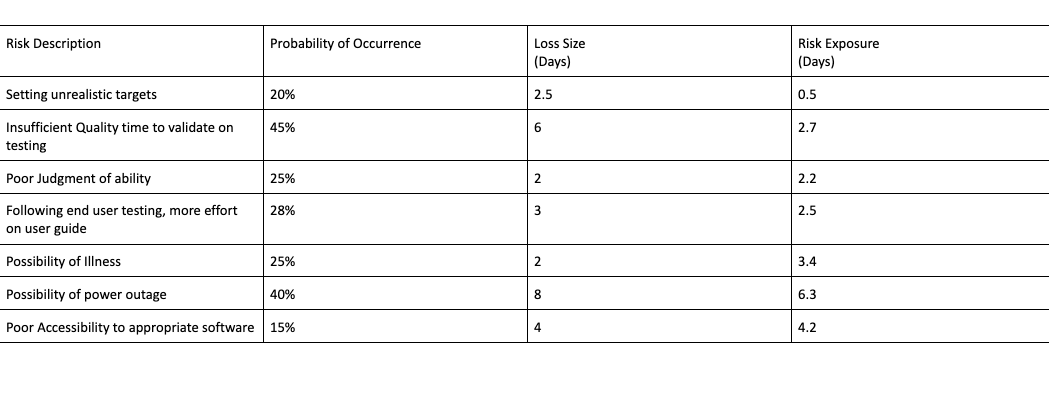 Risk Description Probability of Occurrence Loss Size Risk Exposure
(Days) (Days)
Setting unrealistic targets 20% 2.5 0.5
Insufficient Quality time to validate on 45% 6 2.7
testing
Poor Judgment of ability 25% 2 2.2
Following end user testing, more effort 28% 3 2.5
on user guide
Possibility of Illness 25% 2 3.4
Possibility of power outage 40% 8 6.3
Poor Accessibility to appropriate software 15% 4 4.2